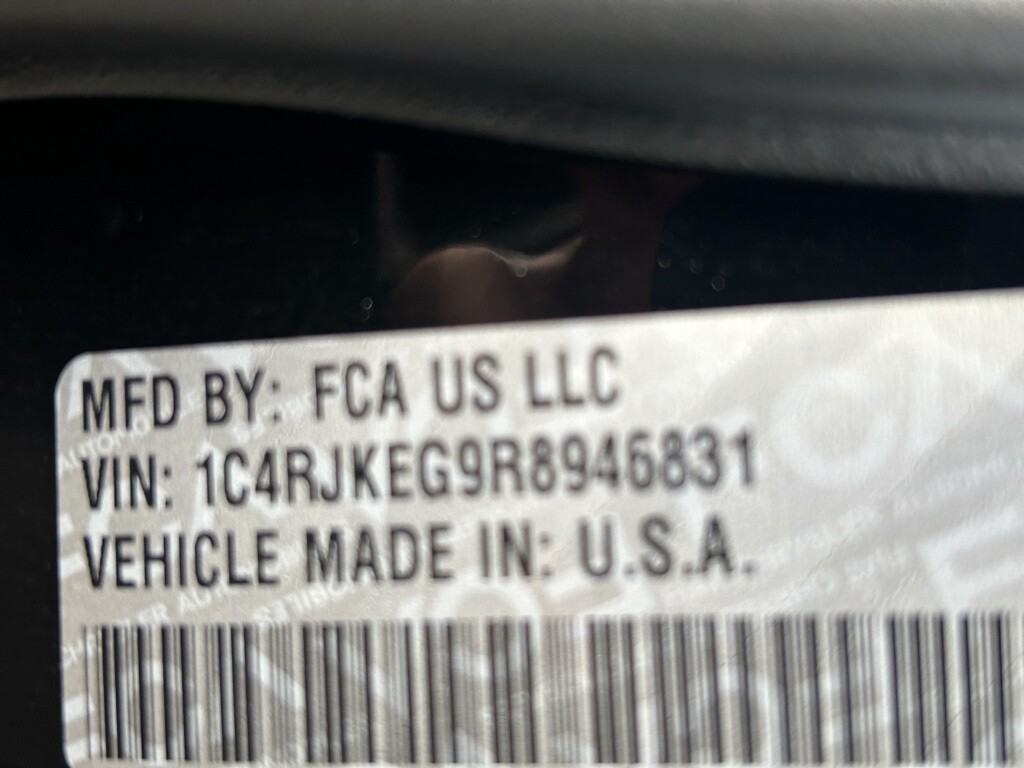 MFD BY: FCA US LLC
VIN: 1C4RJKEG9R8946831
VEHICLE MADE IN: U.S.A.